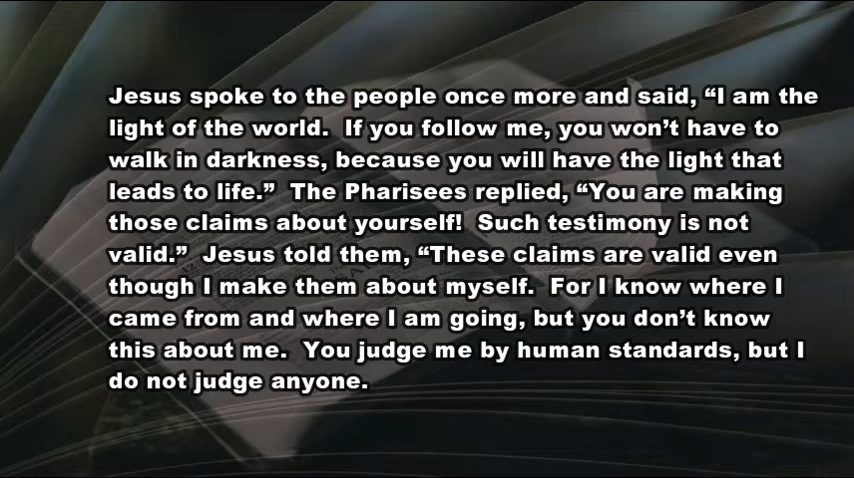 Jesus spoke to the people once more and said, “I am the
light of the world.  If you follow me, you won’t have to
walk in darkness, because you will have the light that
leads to life.”  The Pharisees replied, “You are making
those claims about yourself!  Such testimony is not
valid.”  Jesus told them, “These claims are valid even
though I make them about myself.  For I know where I
came from and where I am going, but you don’t know
this about me.  You judge me by human standards, but I
do not judge anyone.